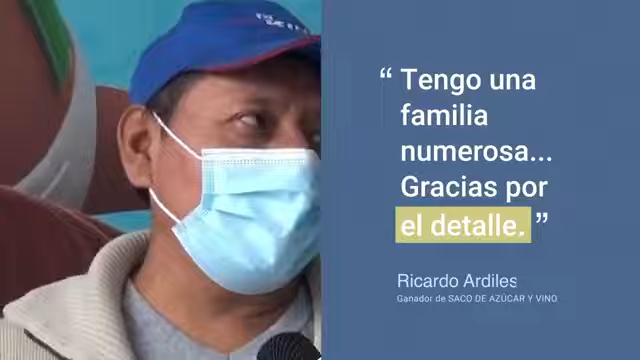 “ Tengo una
familia
numerosa...
Gracias por
el detalle. ”
Ricardo Ardiles
Ganador de SACO DE AZÚCAR Y VINO